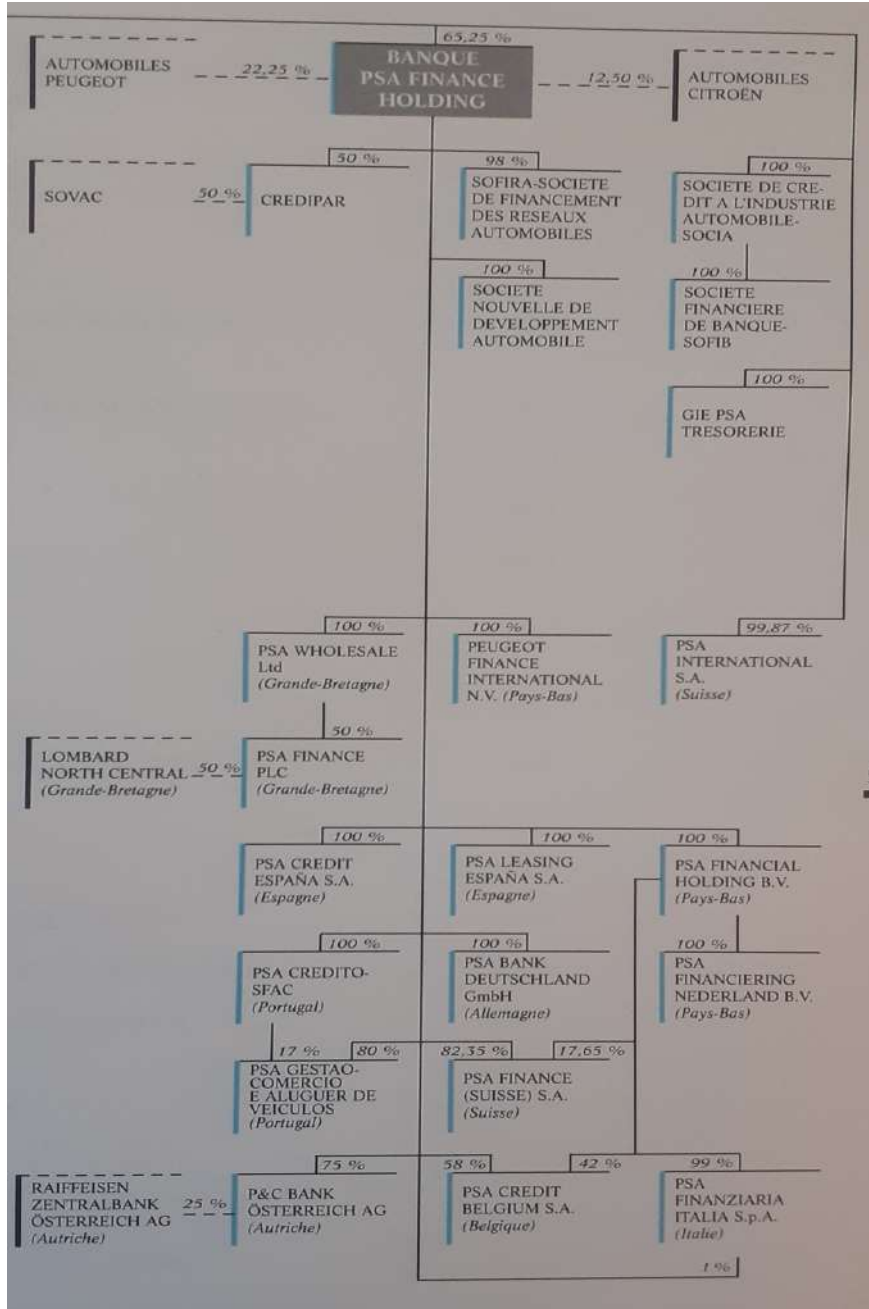 65,25 %
AUTOMOBILES
PEUGEOT
22,25 %
BANQUE
PSA FINANCE
HOLDING
12,50 %
AUTOMOBILES
CITROËN
50 %
98 %
100 %
SOVAC
50 %
CREDIPAR
SOFIRA-SOCIETE
DE FINANCEMENT
DES RESEAUX
AUTOMOBILES
SOCIETE DE CRE-
DIT A L'INDUSTRIE
AUTOMOBILE-
SOCIA
100 %
100 %
SOCIETE
NOUVELLE DE
DEVELOPPEMENT
AUTOMOBILE
SOCIETE
FINANCIERE
DE BANQUE-
SOFIB
100 %
GIE PSA
TRESORERIE
100 %
100 %
99,87 %
PSA WHOLESALE
Ltd
(Grande-Bretagne)
PEUGEOT
FINANCE
INTERNATIONAL
N.V. (Pays-Bas)
PSA
INTERNATIONAL
S.A.
(Suisse)
50 %
LOMBARD
NORTH CENTRAL
(Grande-Bretagne)
50 %
PSA FINANCE
PLC
(Grande-Bretagne)
100 %
100 %
100 %
PSA CREDIT
ESPAÑA S.A.
(Espagne)
PSA LEASING
ESPAÑA S.A.
(Espagne)
PSA FINANCIAL
HOLDING B.V.
(Pays-Bas)
100 %
100 %
100 %
PSA CREDITO-
SFAC
(Portugal)
PSA BANK
DEUTSCHLAND
GmbH
(Allemagne)
PSA
FINANCIERING
NEDERLAND B.V.
(Pays-Bas)
17 %
80 %
82,35 %
17,65 %
PSA GESTAO-
COMERCIO
E ALUGUER DE
VEICULOS
(Portugal)
PSA FINANCE
(SUISSE) S.A.
(Suisse)
75 %
58 %
42 %
99 %
RAIFFEISEN
ZENTRALBANK
ÖSTERREICH AG
(Autriche)
25 %
P&C BANK
ÖSTERREICH AG
(Autriche)
PSA CREDIT
BELGIUM S.A.
(Belgique)
PSA
FINANZIARIA
ITALIA S.p.A.
(Italie)
1 %